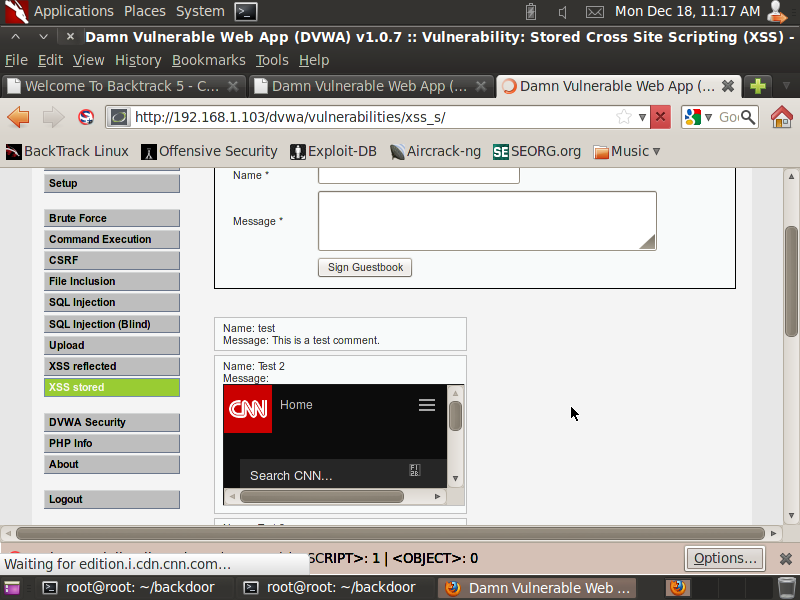 Applications Places System Mon Dec 18, 11:17 AM
Damn Vulnerable Web App (DVWA) v1.0.7 :: Vulnerability: Stored Cross Site Scripting (XSS) -
File Edit View History Bookmarks Tools Help
Welcome To Backtrack 5 - C... Damn Vulnerable Web App (... Damn Vulnerable Web App (...
http://192.168.1.103/dvwa/vulnerabilities/xss_s/
BackTrack Linux Offensive Security Exploit-DB Aircrack-ng SE SEORG.org Music
Setup
Brute Force
Command Execution
CSRF
File Inclusion
SQL Injection
SQL Injection (Blind)
Upload
XSS reflected
XSS stored
DVWA Security
PHP Info
About
Logout
Name *
Message *
Sign Guestbook
Name: test
Message: This is a test comment.
Name: Test 2
Message:
CNN Home
Search CNN...
SCRIPT>: 1 | <OBJECT>: 0 Options...
Waiting for edition.i.cdn.cnn.com...
root@root: ~/backdoor root@root: ~/backdoor Damn Vulnerable Web ...